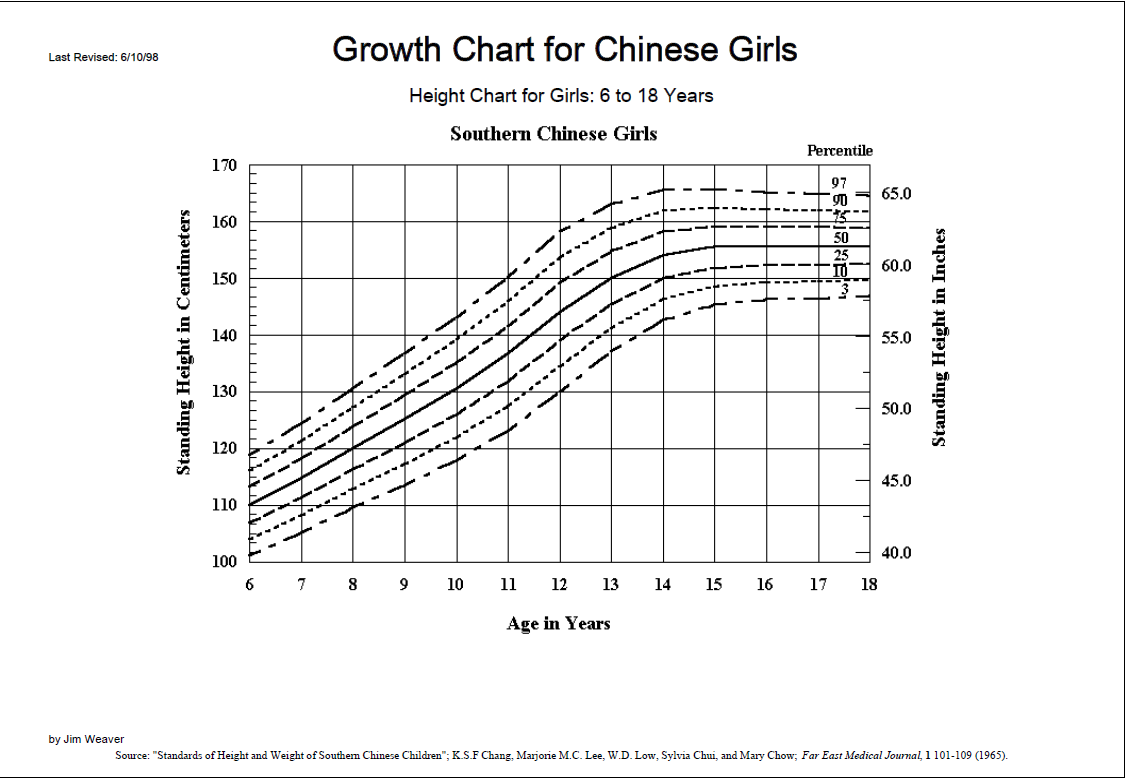 Growth Chart for Chinese Girls
Last Revised: 6/10/98
Height Chart for Girls: 6 to 18 Years
Southern Chinese Girls
Percentile
170
160
150
140
130
120
110
100
Standing Height in Centimeters
97
90
75
50
25
10
3
65.0
60.0
55.0
50.0
45.0
40.0
Standing Height in Inches
6 7 8 9 10 11 12 13 14 15 16 17 18
Age in Years
by Jim Weaver
Source: "Standards of Height and Weight of Southern Chinese Children"; K.S.F Chang, Marjorie M.C. Lee, W.D. Low, Sylvia Chui, and Mary Chow; Far East Medical Journal, 1 101-109 (1965).